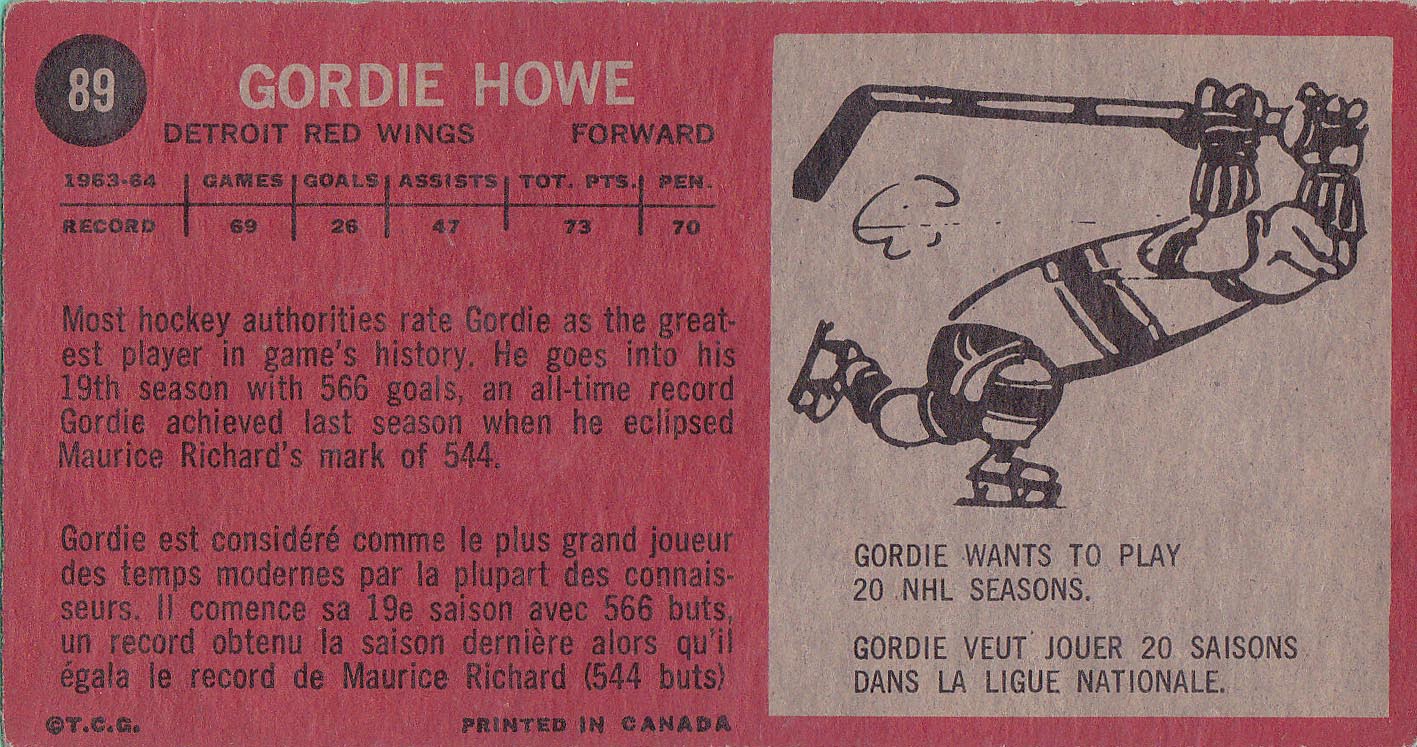 89
GORDIE HOWE
DETROIT RED WINGS FORWARD
1963-64 GAMES GOALS ASSISTS TOT. PTS. PEN.
RECORD 69 26 47 73 70
Most hockey authorities rate Gordie as the great-
est player in game's history. He goes into his
19th season with 566 goals, an all-time record
Gordie achieved last season when he eclipsed
Maurice Richard's mark of 544.
Gordie est considéré comme le plus grand joueur
des temps modernes par la plupart des connais-
seurs. Il comence sa 19e saison avec 566 buts,
un record obtenu la saison dernière alors qu'il
égala le record de Maurice Richard (544 buts)
©T.C.G. PRINTED IN CANADA
GORDIE WANTS TO PLAY
20 NHL SEASONS.
GORDIE VEUT JOUER 20 SAISONS
DANS LA LIGUE NATIONALE.